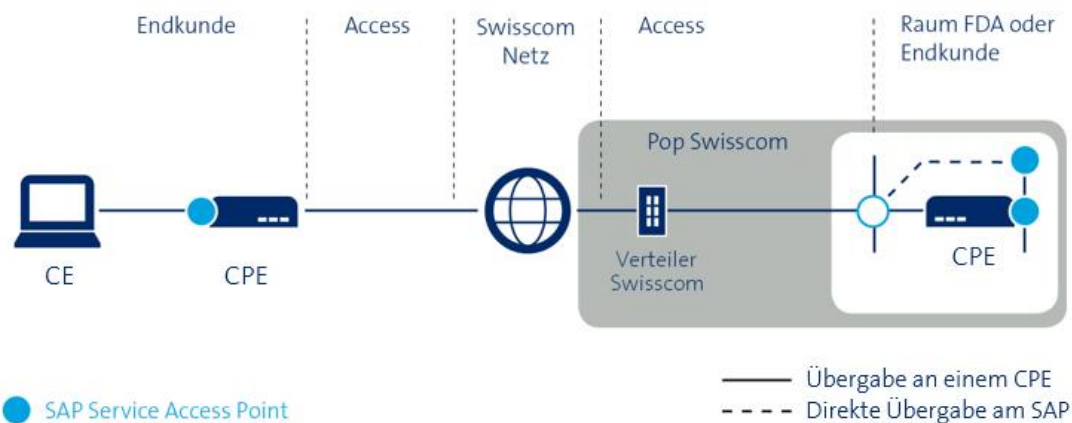 Endkunde
Access
Swisscom
Netz
Access
Raum FDA oder
Endkunde
Pop Swisscom
CE
CPE
Verteiler
Swisscom
CPE
SAP Service Access Point
Übergabe an einem CPE
Direkte Übergabe am SAP